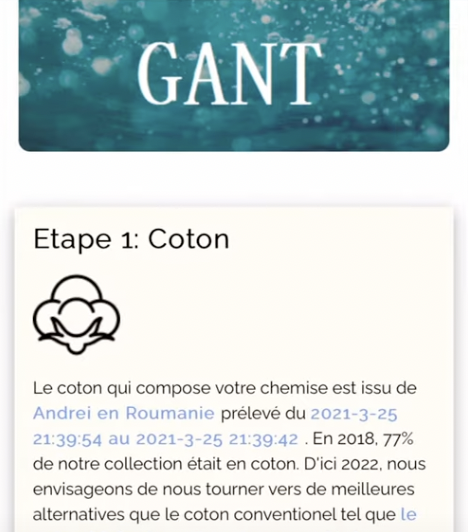 GANT
Etape 1: Coton
Le coton qui compose votre chemise est issu de
Andrei en Roumanie prélevé du 2021-3-25
21:39:54 au 2021-3-25 21:39:42 . En 2018, 77%
de notre collection était en coton. D'ici 2022, nous
envisageons de nous tourner vers de meilleures
alternatives que le coton conventionel tel que le